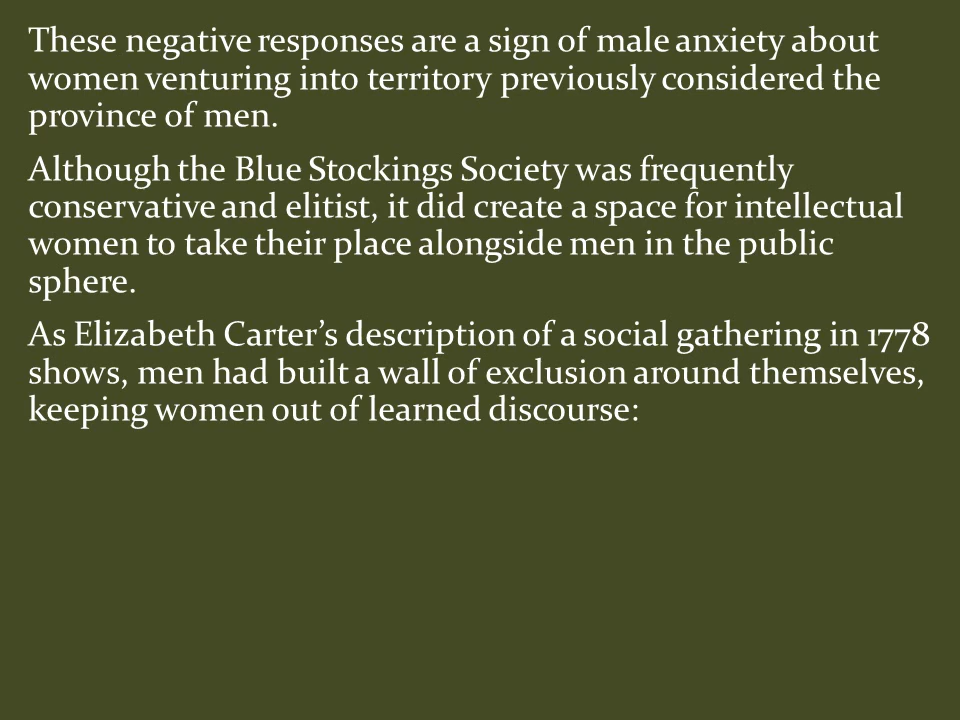 These negative responses are a sign of male anxiety about
women venturing into territory previously considered the
province of men.
Although the Blue Stockings Society was frequently
conservative and elitist, it did create a space for intellectual
women to take their place alongside men in the public
sphere.
As Elizabeth Carter’s description of a social gathering in 1778
shows, men had built a wall of exclusion around themselves,
keeping women out of learned discourse: